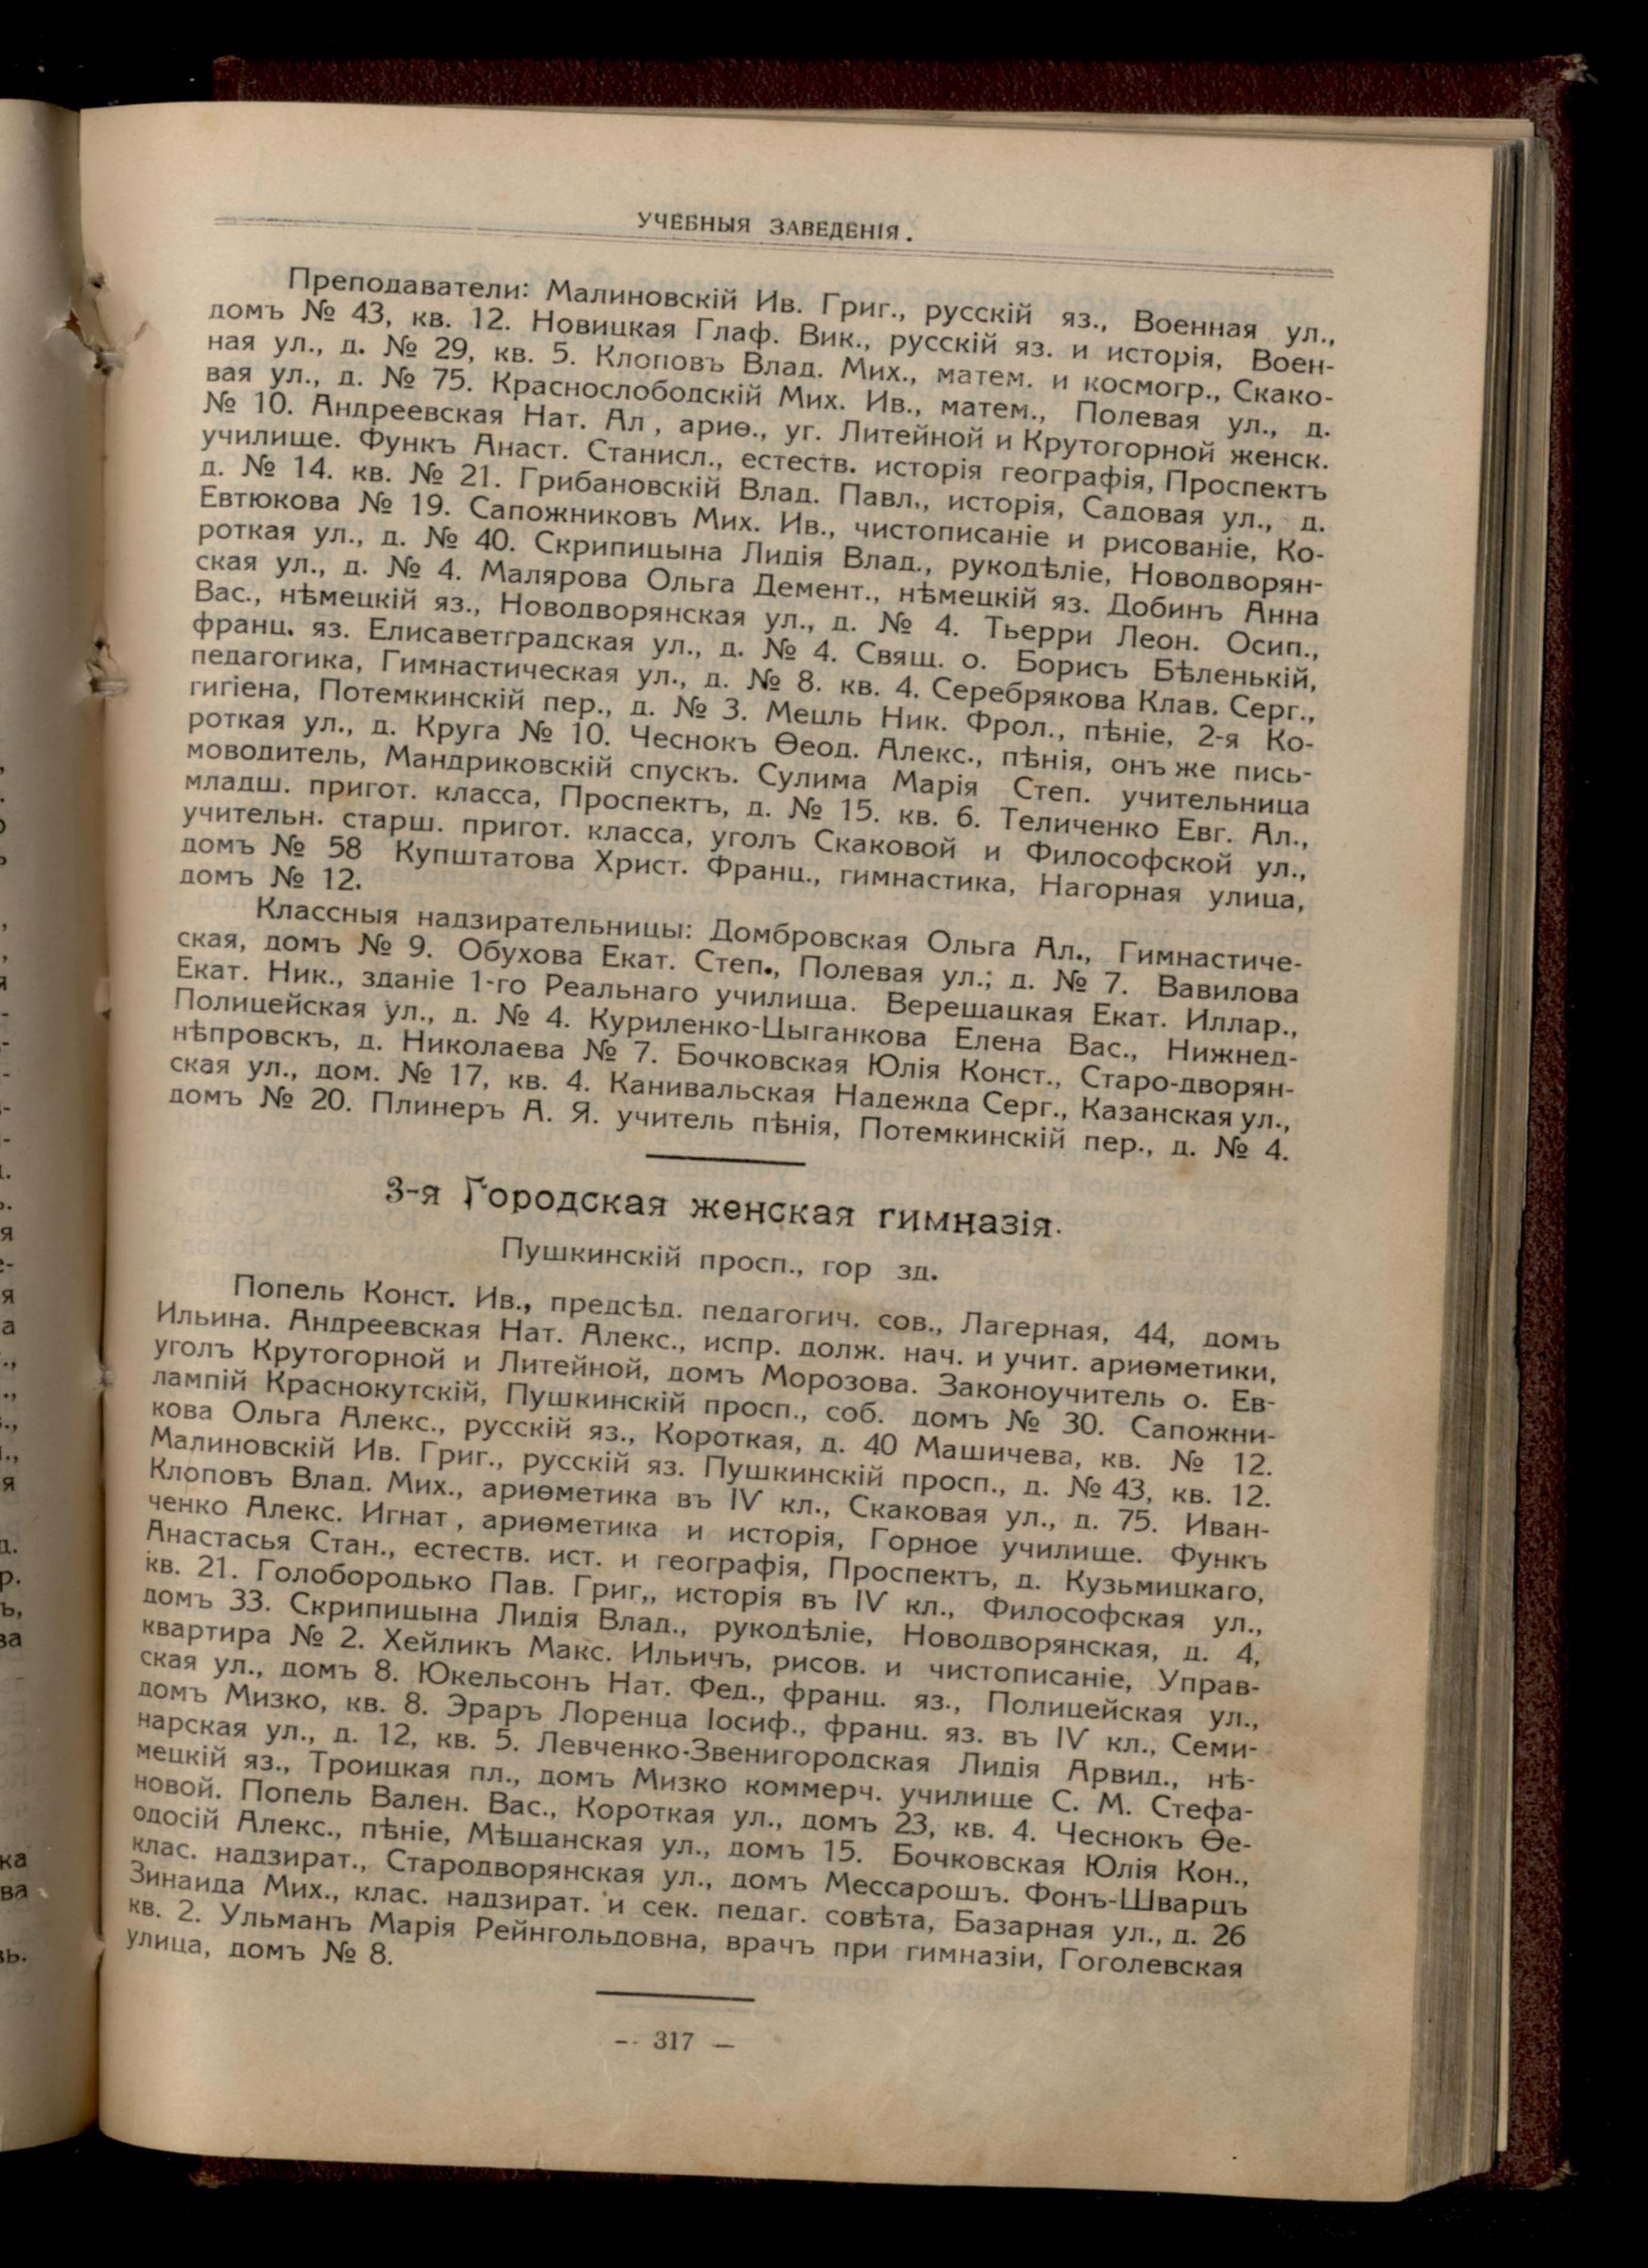 УЧЕБНЫЯ ЗАВЕДЕНІЯ.
Преподаватели: Малиновскій Ив. Григ., русскій яз., Военная ул.,
домъ № 43, кв. 12. Новицкая Глаф. Вик., русскій яз. и исторія, Воен-
ная ул., д. № 29, кв. 5. Клоповъ Влад. Мих., матем. и космогр., Скако-
вая ул., д. № 75. Краснослободскій Мих. Ив., матем., Полевая ул., д.
№ 10. Андреевская Нат. Ал , ариѳ., уг. Литейной и Крутогорной женск.
училище. Функъ Анаст. Станисл., естеств. исторія географія, Проспектъ
д. № 14. кв. № 21. Грибановскій Влад. Павл., исторія, Садовая ул., д.
Евтюкова № 19. Сапожниковъ Мих. Ив., чистописаніе и рисованіе, Ко-
роткая ул., д. № 40. Скрипицына Лидія Влад., рукодѣліе, Новодворян-
ская ул., д. № 4. Малярова Ольга Демент., нѣмецкій яз. Добинъ Анна
Вас., нѣмецкій яз., Новодворянская ул., д. № 4. Тьерри Леон. Осип.,
франц. яз. Елисаветградская ул., д. № 4. Свящ. о. Борисъ Бѣленькій,
педагогика, Гимнастическая ул., д. № 8. кв. 4. Серебрякова Клав. Серг.,
гигіена, Потемкинскій пер., д. № 3. Мецль Ник. Фрол., пѣніе, 2-я Ко-
роткая ул., д. Круга № 10. Чеснокъ Ѳеод. Алекс., пѣнія, онъ же пись-
моводитель, Мандриковскій спускъ. Сулима Марія Степ. учительница
младш. пригот. класса, Проспектъ, д. № 15. кв. 6. Теличенко Евг. Ал.,
учительн. старш. пригот. класса, уголъ Скаковой и Философской ул.,
домъ № 58 Купштатова Христ. Франц., гимнастика, Нагорная улица,
домъ № 12.
Классныя надзирательницы: Домбровская Ольга Ал., Гимнастиче-
ская, домъ № 9. Обухова Екат. Степ., Полевая ул.; д. № 7. Вавилова
Екат. Ник., зданіе 1-го Реальнаго училища. Верещацкая Екат. Иллар.,
Полицейская ул., д. № 4. Куриленко-Цыганкова Елена Вас., Нижнед-
нѣпровскъ, д. Николаева № 7. Бочковская Юлія Конст., Старо-дворян-
ская ул., дом. № 17, кв. 4. Канивальская Надежда Серг., Казанская ул.,
домъ № 20. Плинеръ А. Я. учитель пѣнія, Потемкинскій пер., д. № 4.
3-я Городская женская гимназія.
Пушкинскій просп., гор зд.
Попель Конст. Ив., предсѣд. педагогич. сов., Лагерная, 44, домъ
Ильина. Андреевская Нат. Алекс., испр. долж. нач. и учит. ариѳметики,
уголъ Крутогорной и Литейной, домъ Морозова. Законоучитель о. Ев-
лампій Краснокутскій, Пушкинскій просп., соб. домъ № 30. Сапожни-
кова Ольга Алекс., русскій яз., Короткая, д. 40 Машичева, кв. № 12.
Малиновскій Ив. Григ., русскій яз. Пушкинскій просп., д. № 43, кв. 12.
Клоповъ Влад. Мих., ариѳметика въ IV кл., Скаковая ул., д. 75. Иван-
ченко Алекс. Игнат , ариѳметика и исторія, Горное училище. Функъ
Анастасья Стан., естеств. ист. и географія, Проспектъ, д. Кузьмицкаго,
кв. 21. Голобородько Пав. Григ,, исторія въ IV кл., Философская ул.,
домъ 33. Скрипицына Лидія Влад., рукодѣліе, Новодворянская, д. 4,
квартира № 2. Хейликъ Макс. Ильичъ, рисов. и чистописаніе, Управ-
ская ул., домъ 8. Юкельсонъ Нат. Фед., франц. яз., Полицейская ул.,
домъ Мизко, кв. 8. Эраръ Лоренца Іосиф., франц. яз. въ IV кл., Семи-
нарская ул., д. 12, кв. 5. Левченко-Звенигородская Лидія Арвид., нѣ-
мецкій яз., Троицкая пл., домъ Мизко коммерч. училище С. М. Стефа-
новой. Попель Вален. Вас., Короткая ул., домъ 23, кв. 4. Чеснокъ Ѳе-
одосій Алекс., пѣніе, Мѣщанская ул., домъ 15. Бочковская Юлія Кон.,
клас. надзират., Стародворянская ул., домъ Мессарошъ. Фонъ-Шварцъ
Зинаида Мих., клас. надзират. и сек. педаг. совѣта, Базарная ул., д. 26
кв. 2. Ульманъ Марія Рейнгольдовна, врачъ при гимназіи, Гоголевская
улица, домъ № 8.
— 317 —